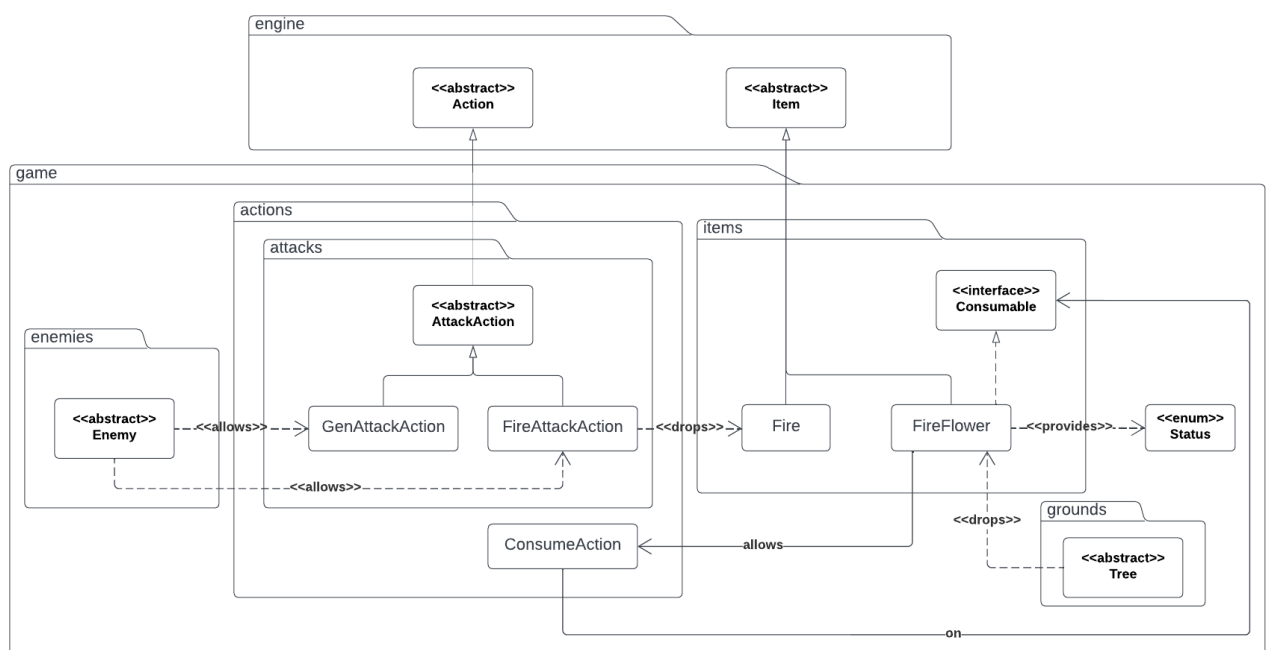 engine
<<abstract>>
Action
<<abstract>>
Item
game
actions
attacks
items
<<abstract>>
AttackAction
<<interface>>
Consumable
enemies
<<abstract>>
Enemy
<<allows>>
GenAttackAction
FireAttackAction
<<drops>>
Fire
FireFlower
<<provides>>
<<enum>>
Status
<<allows>>
<<drops>>
grounds
ConsumeAction
allows
<<abstract>>
Tree
on